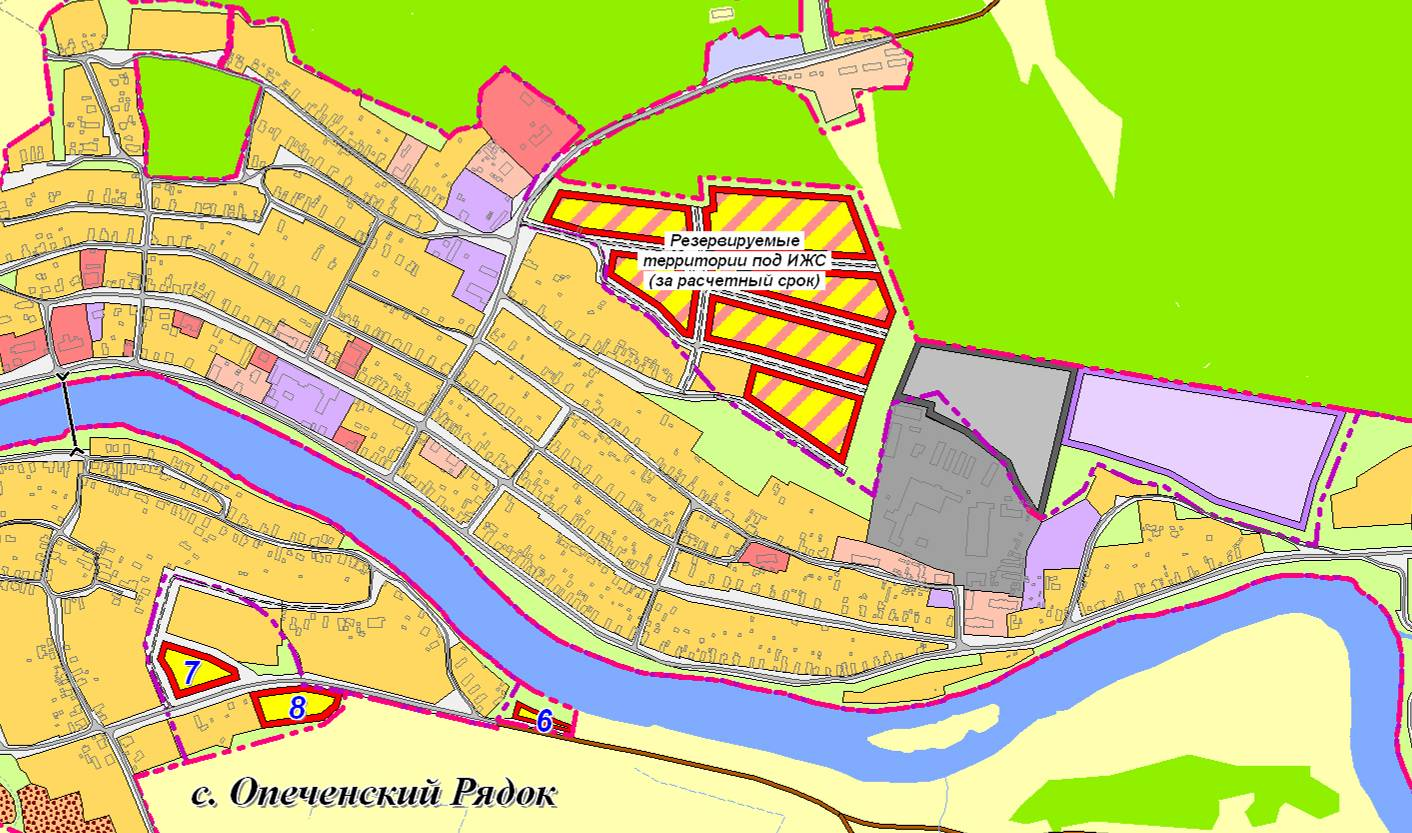 Резервируемые
территории под ИЖС
(за расчетный срок)
7
8
6
с. Опеченский Рядок